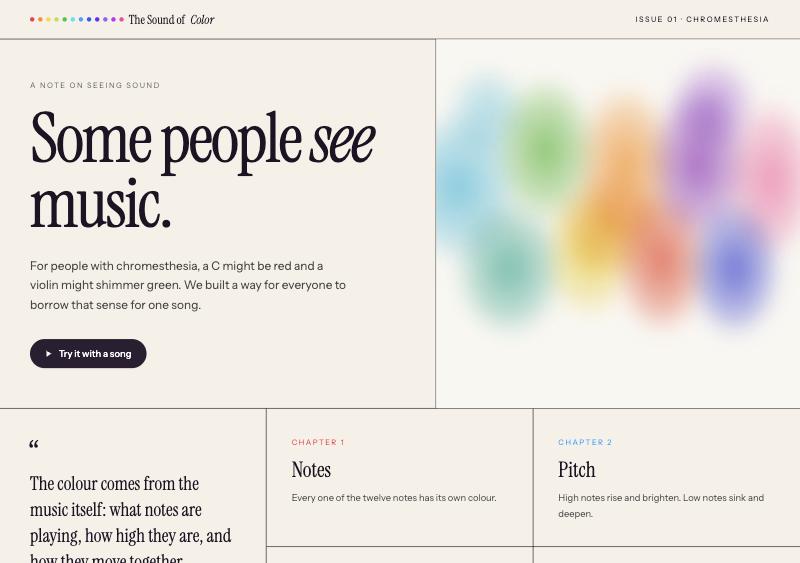 The Sound of Color
ISSUE 01 · CHROMESTHESIA
A NOTE ON SEEING SOUND
Some people see
music.
For people with chromesthesia, a C might be red and a
violin might shimmer green. We built a way for everyone to
borrow that sense for one song.
Try it with a song
“
The colour comes from the
music itself: what notes are
playing, how high they are, and
how they move together
CHAPTER 1
Notes
Every one of the twelve notes has its own colour.
CHAPTER 2
Pitch
High notes rise and brighten. Low notes sink and
deepen.